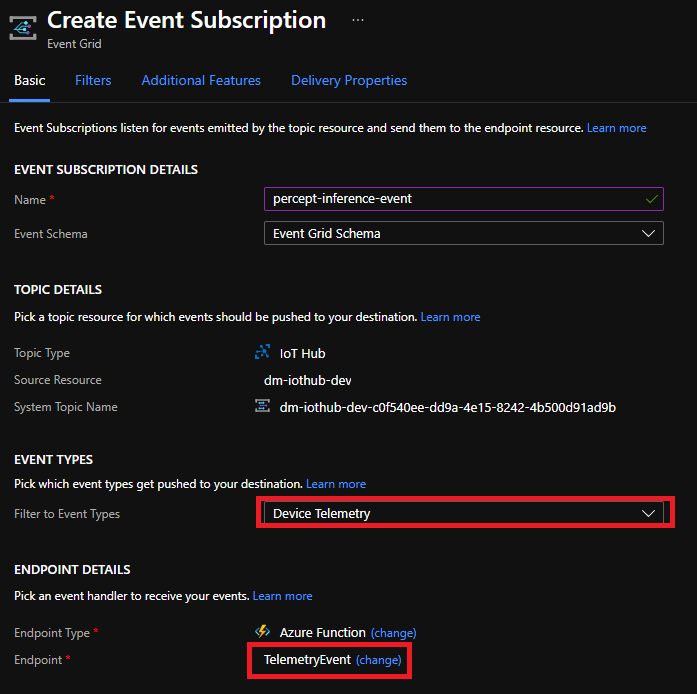 Create Event Subscription ...
Event Grid
Basic Filters Additional Features Delivery Properties
Event Subscriptions listen for events emitted by the topic resource and send them to the endpoint resource. Learn more
EVENT SUBSCRIPTION DETAILS
Name * percept-inference-event
Event Schema Event Grid Schema
TOPIC DETAILS
Pick a topic resource for which events should be pushed to your destination. Learn more
Topic Type IoT Hub
Source Resource dm-iothub-dev
System Topic Name dm-iothub-dev-c0f540ee-dd9a-4e15-8242-4b500d91ad9b
EVENT TYPES
Pick which event types get pushed to your destination. Learn more
Filter to Event Types Device Telemetry
ENDPOINT DETAILS
Pick an event handler to receive your events. Learn more
Endpoint Type * Azure Function (change)
Endpoint * TelemetryEvent (change)